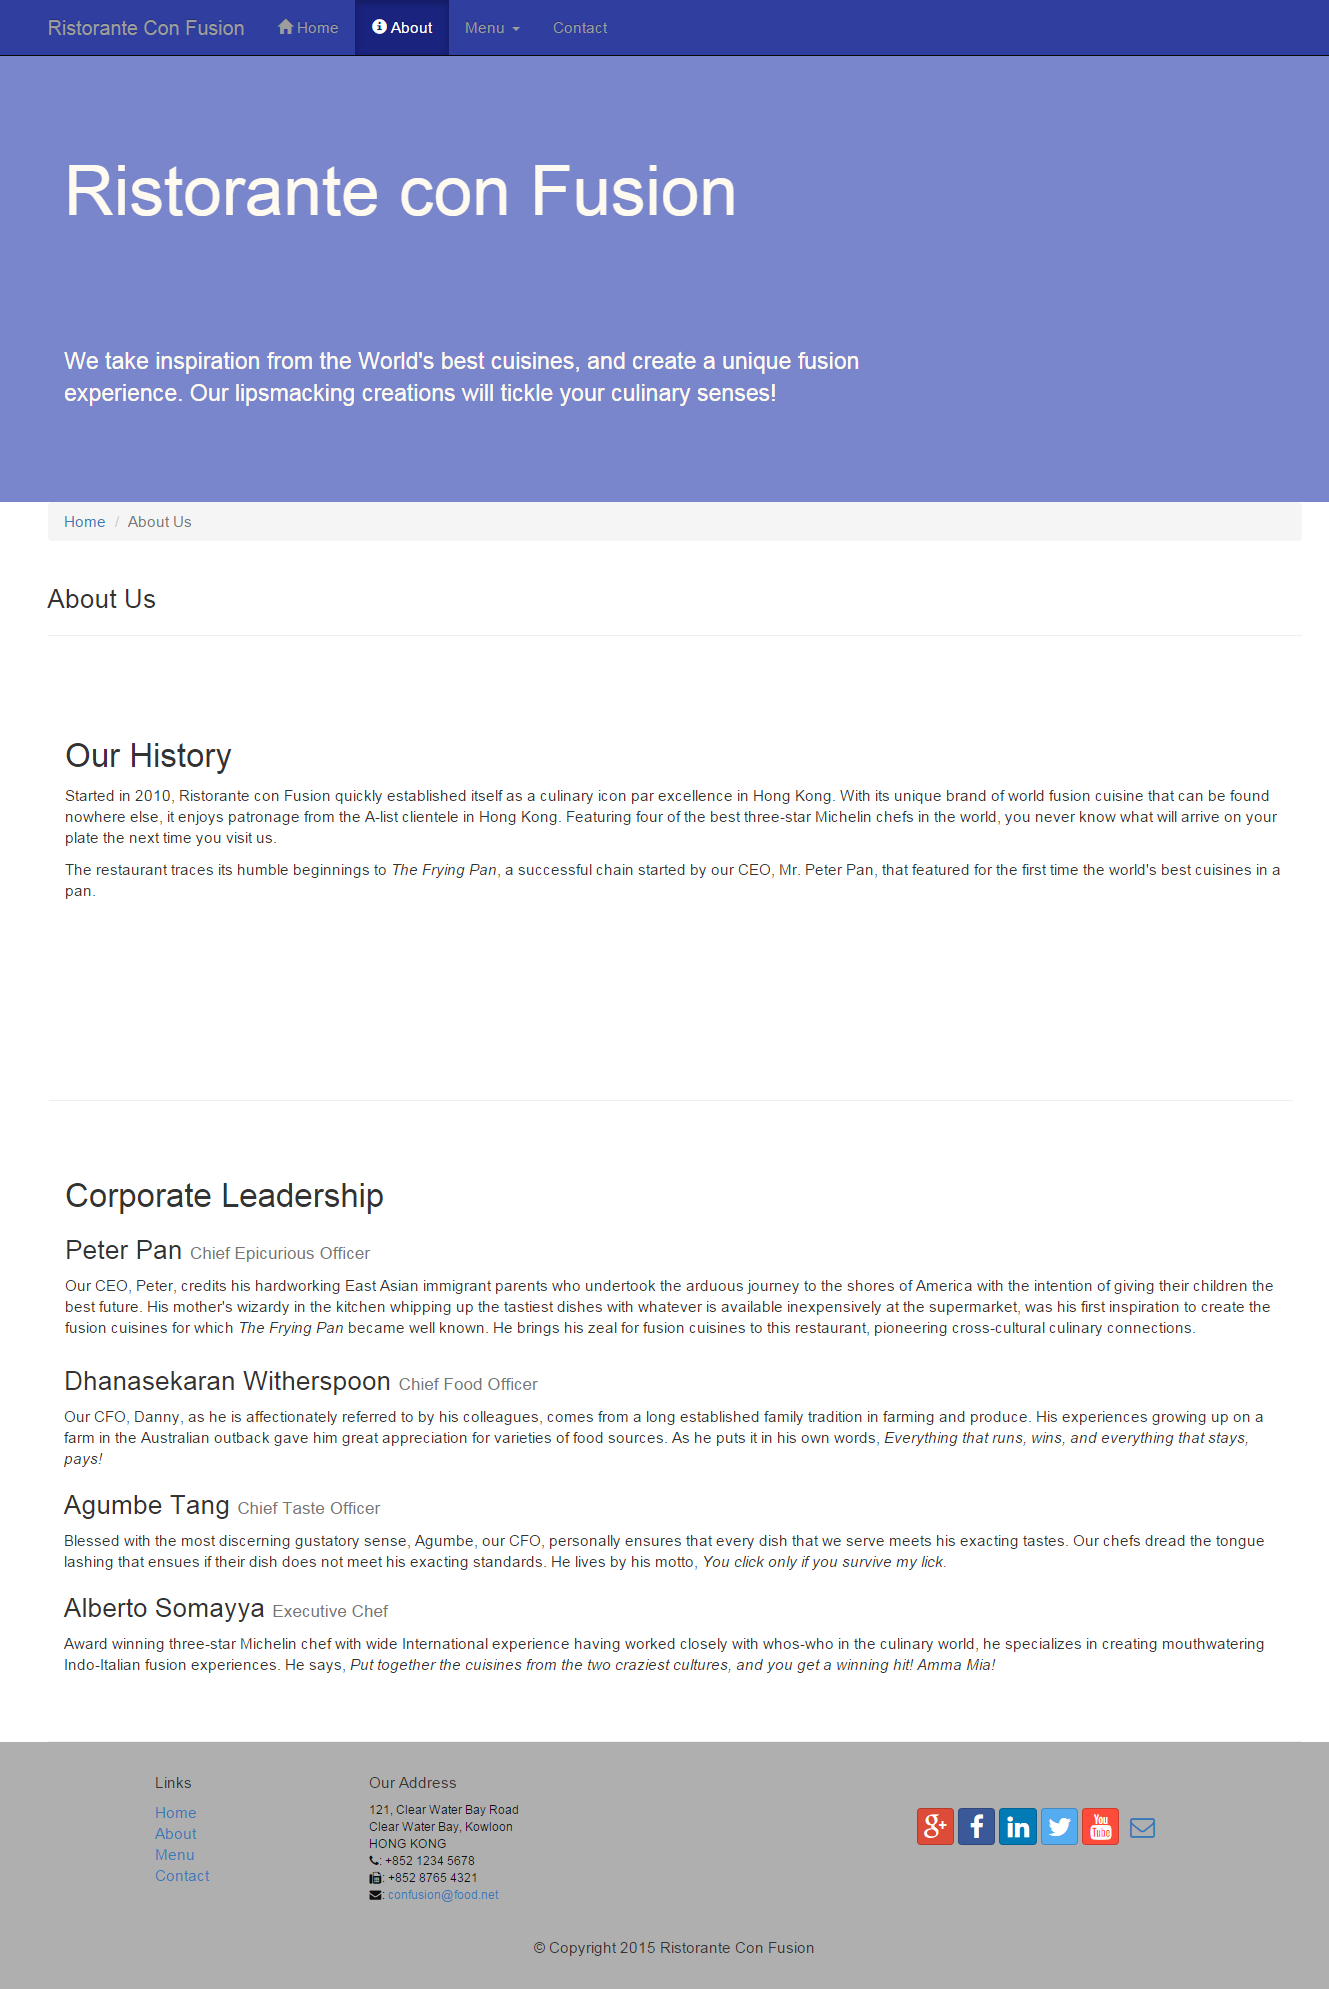 Ristorante Con Fusion Home About Menu Contact
Ristorante con Fusion
We take inspiration from the World's best cuisines, and create a unique fusion
experience. Our lipsmacking creations will tickle your culinary senses!
Home / About Us
About Us
Our History
Started in 2010, Ristorante con Fusion quickly established itself as a culinary icon par excellence in Hong Kong. With its unique brand of world fusion cuisine that can be found
nowhere else, it enjoys patronage from the A-list clientele in Hong Kong. Featuring four of the best three-star Michelin chefs in the world, you never know what will arrive on your
plate the next time you visit us.
The restaurant traces its humble beginnings to The Frying Pan, a successful chain started by our CEO, Mr. Peter Pan, that featured for the first time the world's best cuisines in a
pan.
Corporate Leadership
Peter Pan Chief Epicurious Officer
Our CEO, Peter, credits his hardworking East Asian immigrant parents who undertook the arduous journey to the shores of America with the intention of giving their children the
best future. His mother's wizardy in the kitchen whipping up the tastiest dishes with whatever is available inexpensively at the supermarket, was his first inspiration to create the
fusion cuisines for which The Frying Pan became well known. He brings his zeal for fusion cuisines to this restaurant, pioneering cross-cultural culinary connections.
Dhanasekaran Witherspoon Chief Food Officer
Our CFO, Danny, as he is affectionately referred to by his colleagues, comes from a long established family tradition in farming and produce. His experiences growing up on a
farm in the Australian outback gave him great appreciation for varieties of food sources. As he puts it in his own words, Everything that runs, wins, and everything that stays,
pays!
Agumbe Tang Chief Taste Officer
Blessed with the most discerning gustatory sense, Agumbe, our CFO, personally ensures that every dish that we serve meets his exacting tastes. Our chefs dread the tongue
lashing that ensues if their dish does not meet his exacting standards. He lives by his motto, You click only if you survive my lick.
Alberto Somayya Executive Chef
Award winning three-star Michelin chef with wide International experience having worked closely with whos-who in the culinary world, he specializes in creating mouthwatering
Indo-Italian fusion experiences. He says, Put together the cuisines from the two craziest cultures, and you get a winning hit! Amma Mia!
Links
Home
About
Menu
Contact
Our Address
121, Clear Water Bay Road
Clear Water Bay, Kowloon
HONG KONG
: +852 1234 5678
: +852 8765 4321
: confusion@food.net
g+ f in You Tube
© Copyright 2015 Ristorante Con Fusion